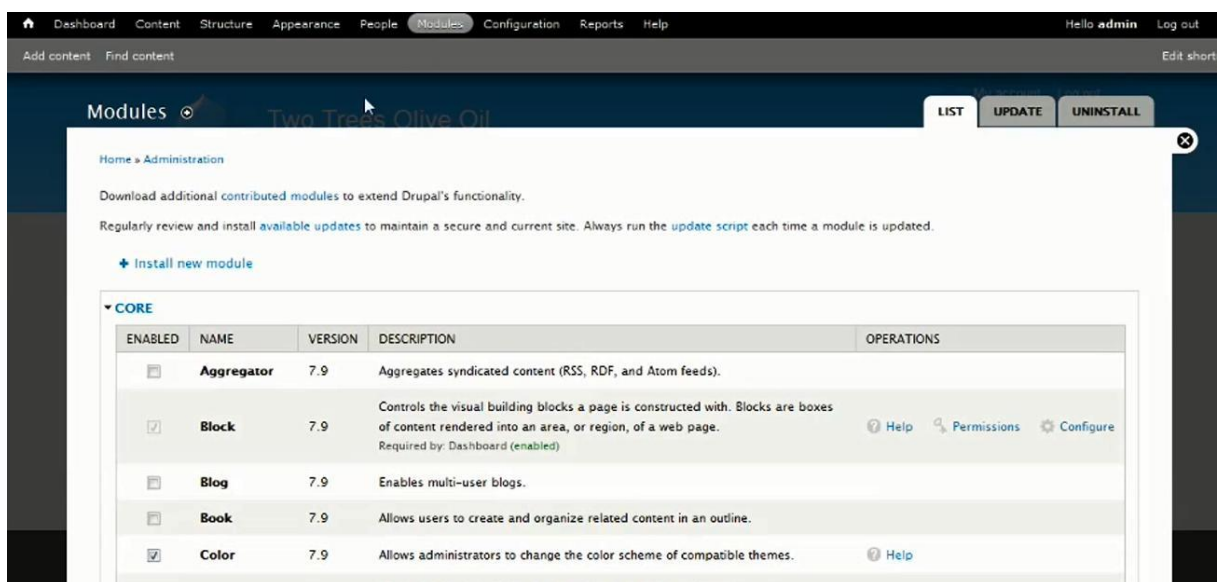 Dashboard Content Structure Appearance People Modules Configuration Reports Help Hello admin Log out
Add content Find content Edit short
My account Log out
Modules
Two Trees Olive Oil
LIST UPDATE UNINSTALL
Home » Administration
Download additional contributed modules to extend Drupal's functionality.
Regularly review and install available updates to maintain a secure and current site. Always run the update script each time a module is updated.
+ Install new module
CORE
ENABLED NAME VERSION DESCRIPTION OPERATIONS
Aggregator 7.9 Aggregates syndicated content (RSS, RDF, and Atom feeds).
Controls the visual building blocks a page is constructed with. Blocks are boxes
Block 7.9 of content rendered into an area, or region, of a web page. Help Permissions Configure
Required by: Dashboard (enabled)
Blog 7.9 Enables multi-user blogs.
Book 7.9 Allows users to create and organize related content in an outline.
Color 7.9 Allows administrators to change the color scheme of compatible themes. Help